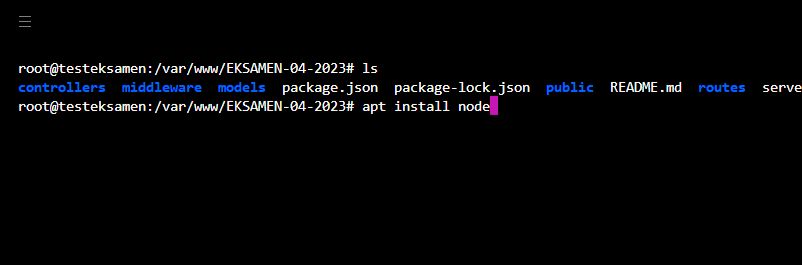 root@testeksamen:/var/www/EKSAMEN-04-2023# ls
controllers middleware models package.json package-lock.json public README.md routes serve
root@testeksamen:/var/www/EKSAMEN-04-2023# apt install node